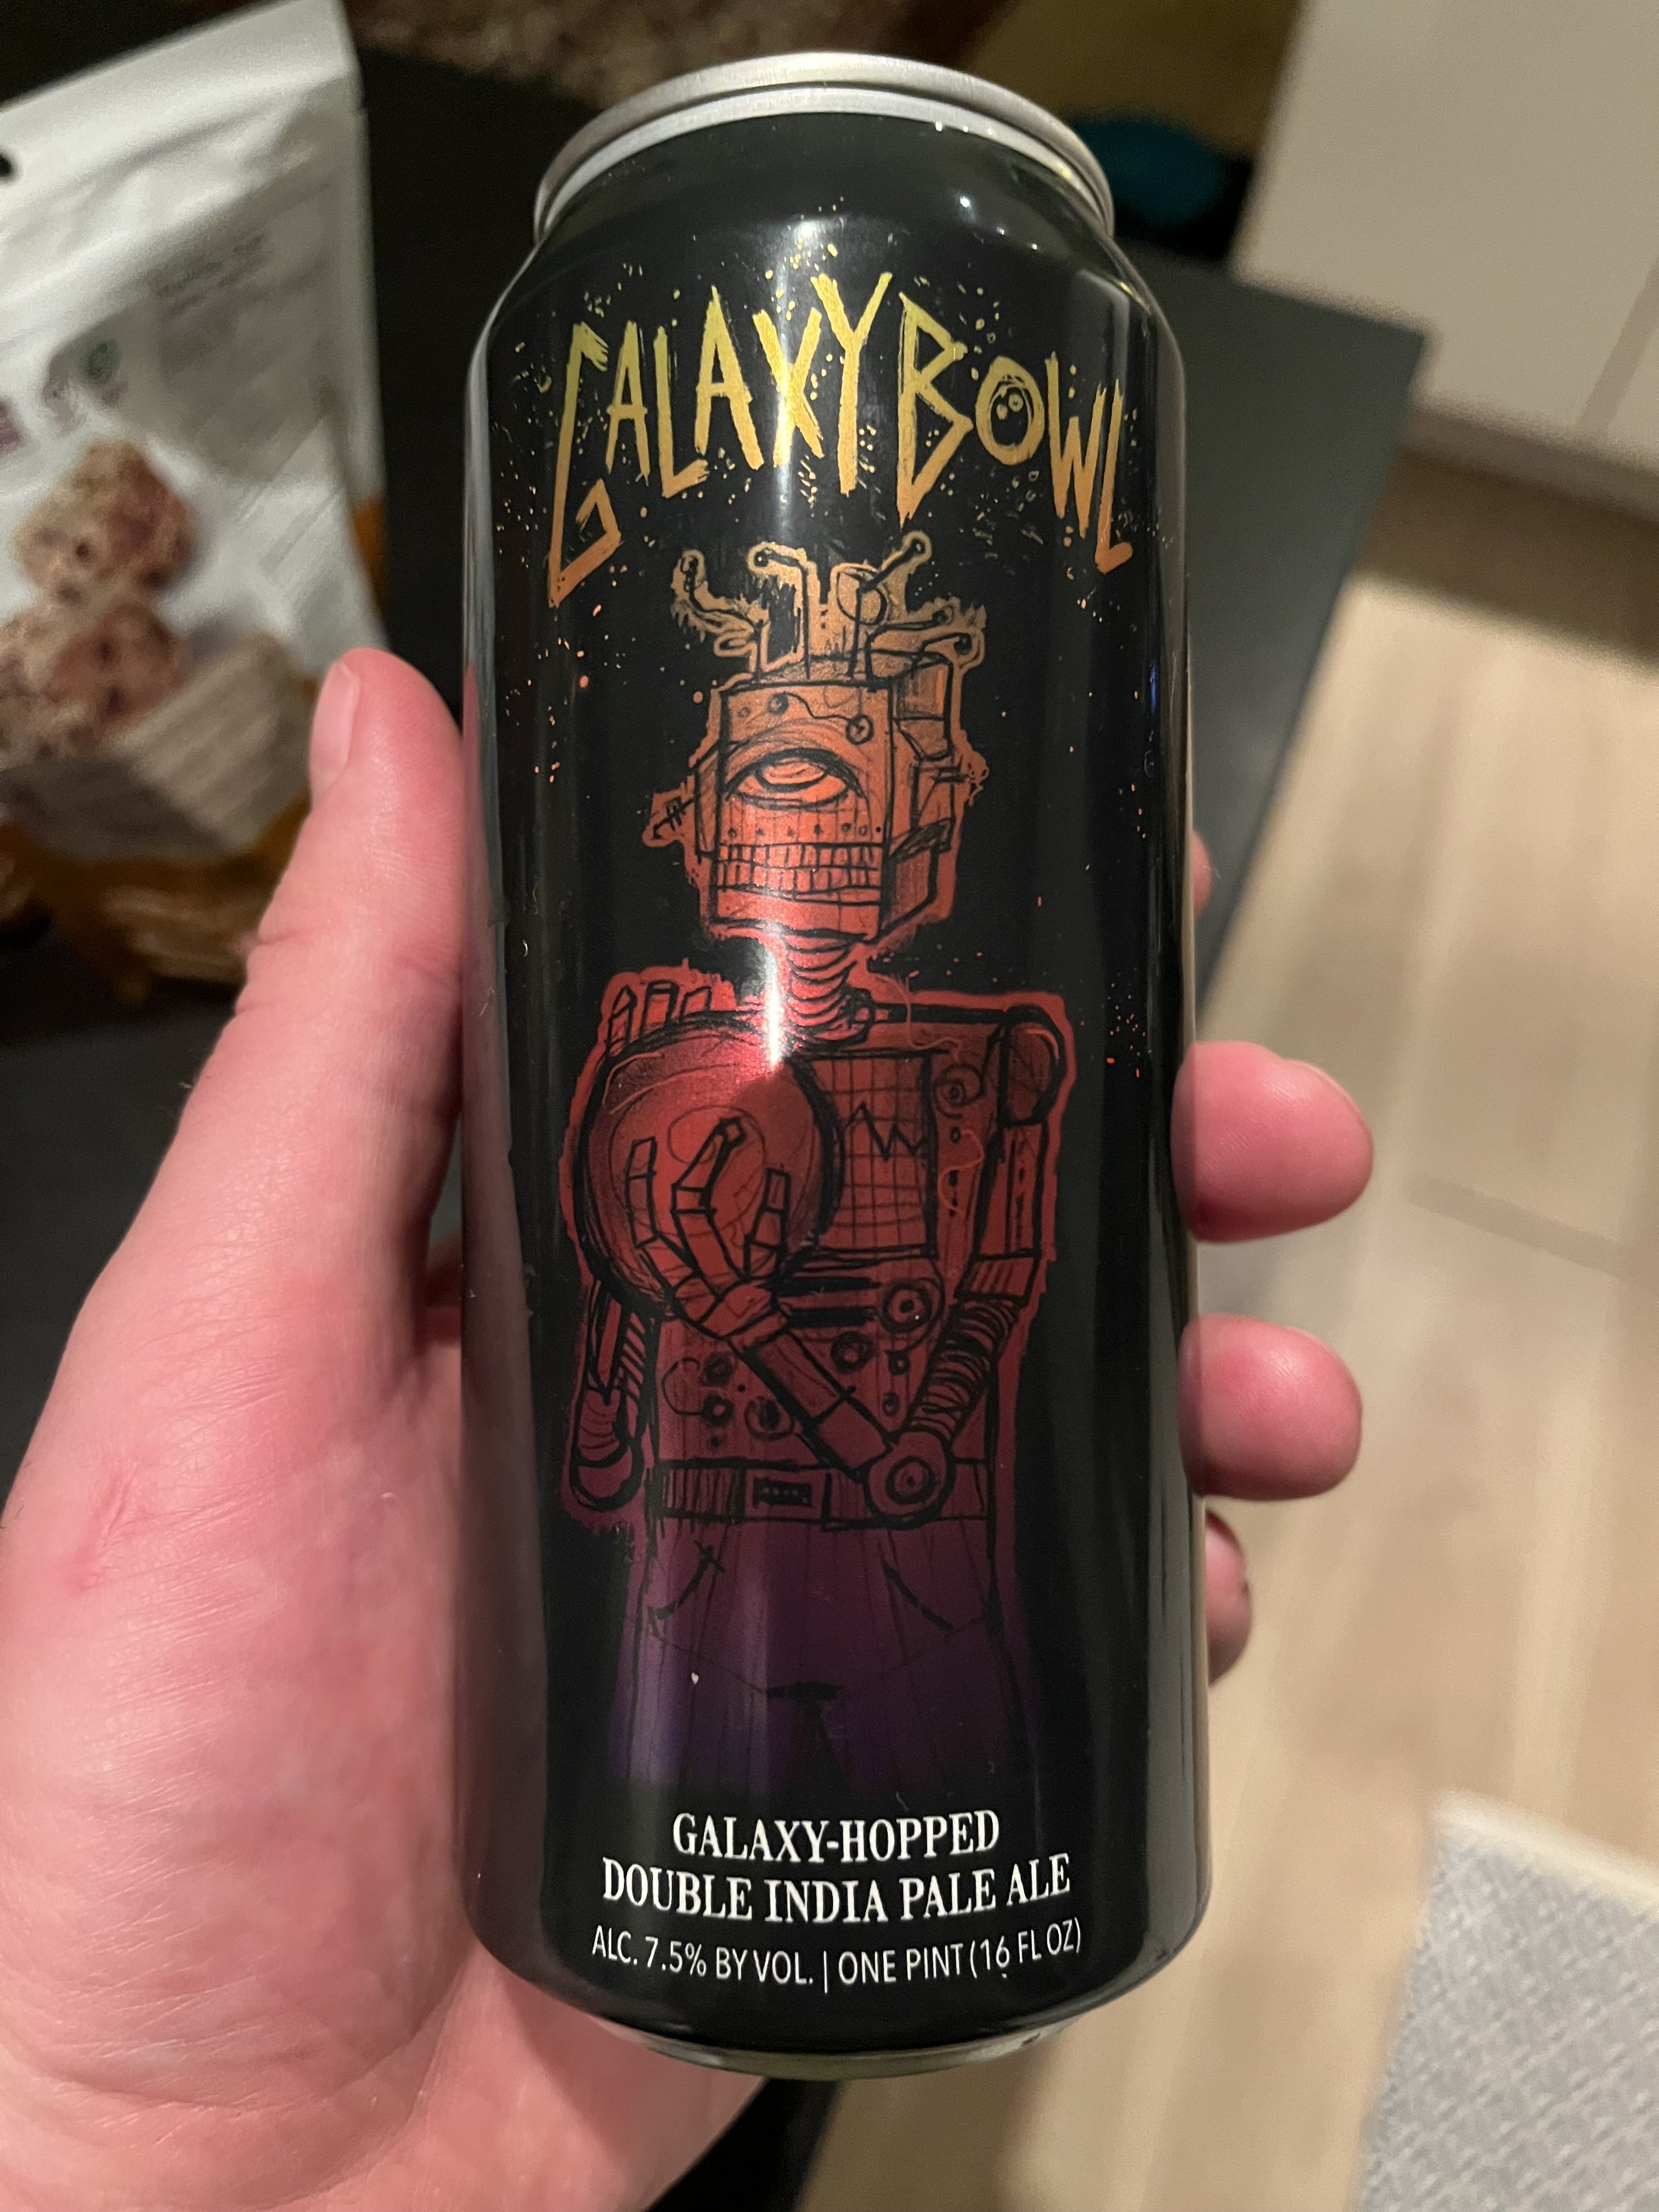 GALAXY BOWL
GALAXY-HOPPED
DOUBLE INDIA PALE ALE
ALC. 7.5% BY VOL. | ONE PINT (16 FL OZ)